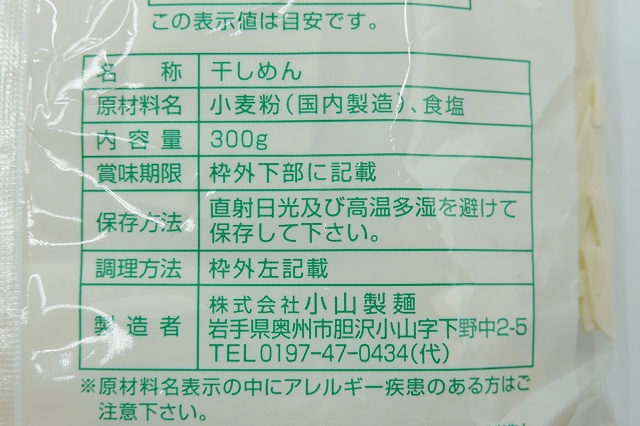 この表示値は目安です。
名称 干しめん
原材料名 小麦粉(国内製造)、食塩
内容量 300g
賞味期限 枠外下部に記載
保存方法 直射日光及び高温多湿を避けて
保存して下さい。
調理方法 枠外左記載
製造者 株式会社小山製麺
岩手県奥州市胆沢小山字下野中2-5
TEL0197-47-0434(代)
※原材料名表示の中にアレルギー疾患のある方はご
注意下さい。